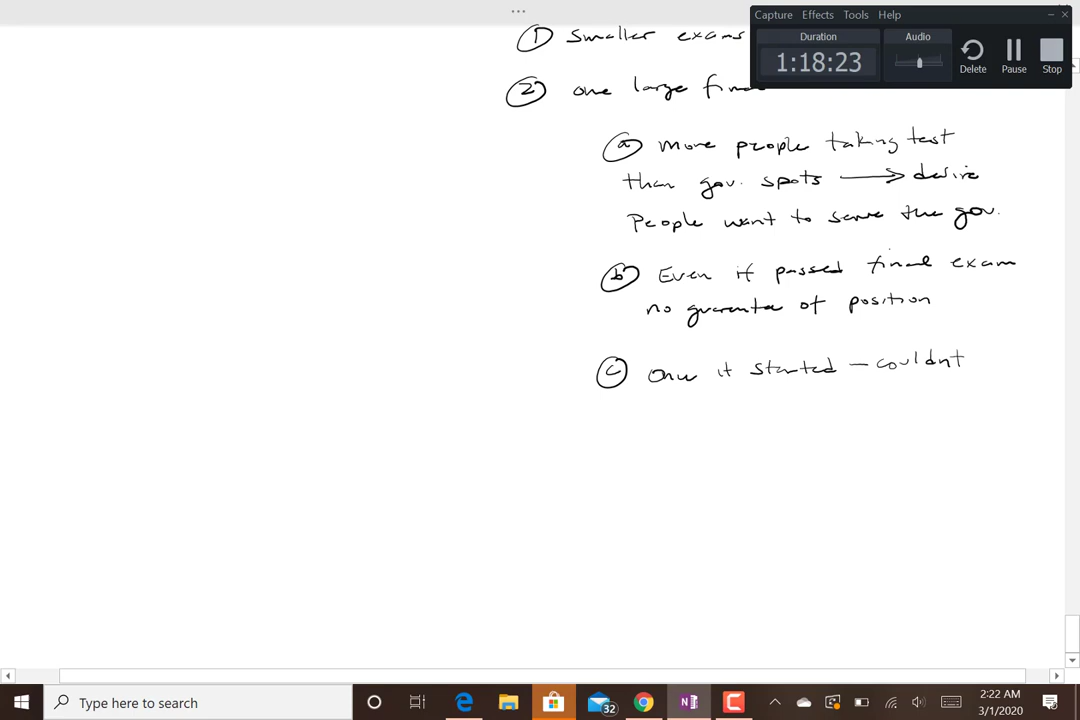 Capture Effects Tools Help
Duration
Audio
1:18:23
Delete Pause Stop
① Smaller exams
② one large final
ⓐ More people taking test
than gov. spots → desire
People want to serve the gov.
ⓑ Even if passed final exam
no guarantee of position
ⓒ Once it started — couldnt
Type here to search
32
2:22 AM
3/1/2020